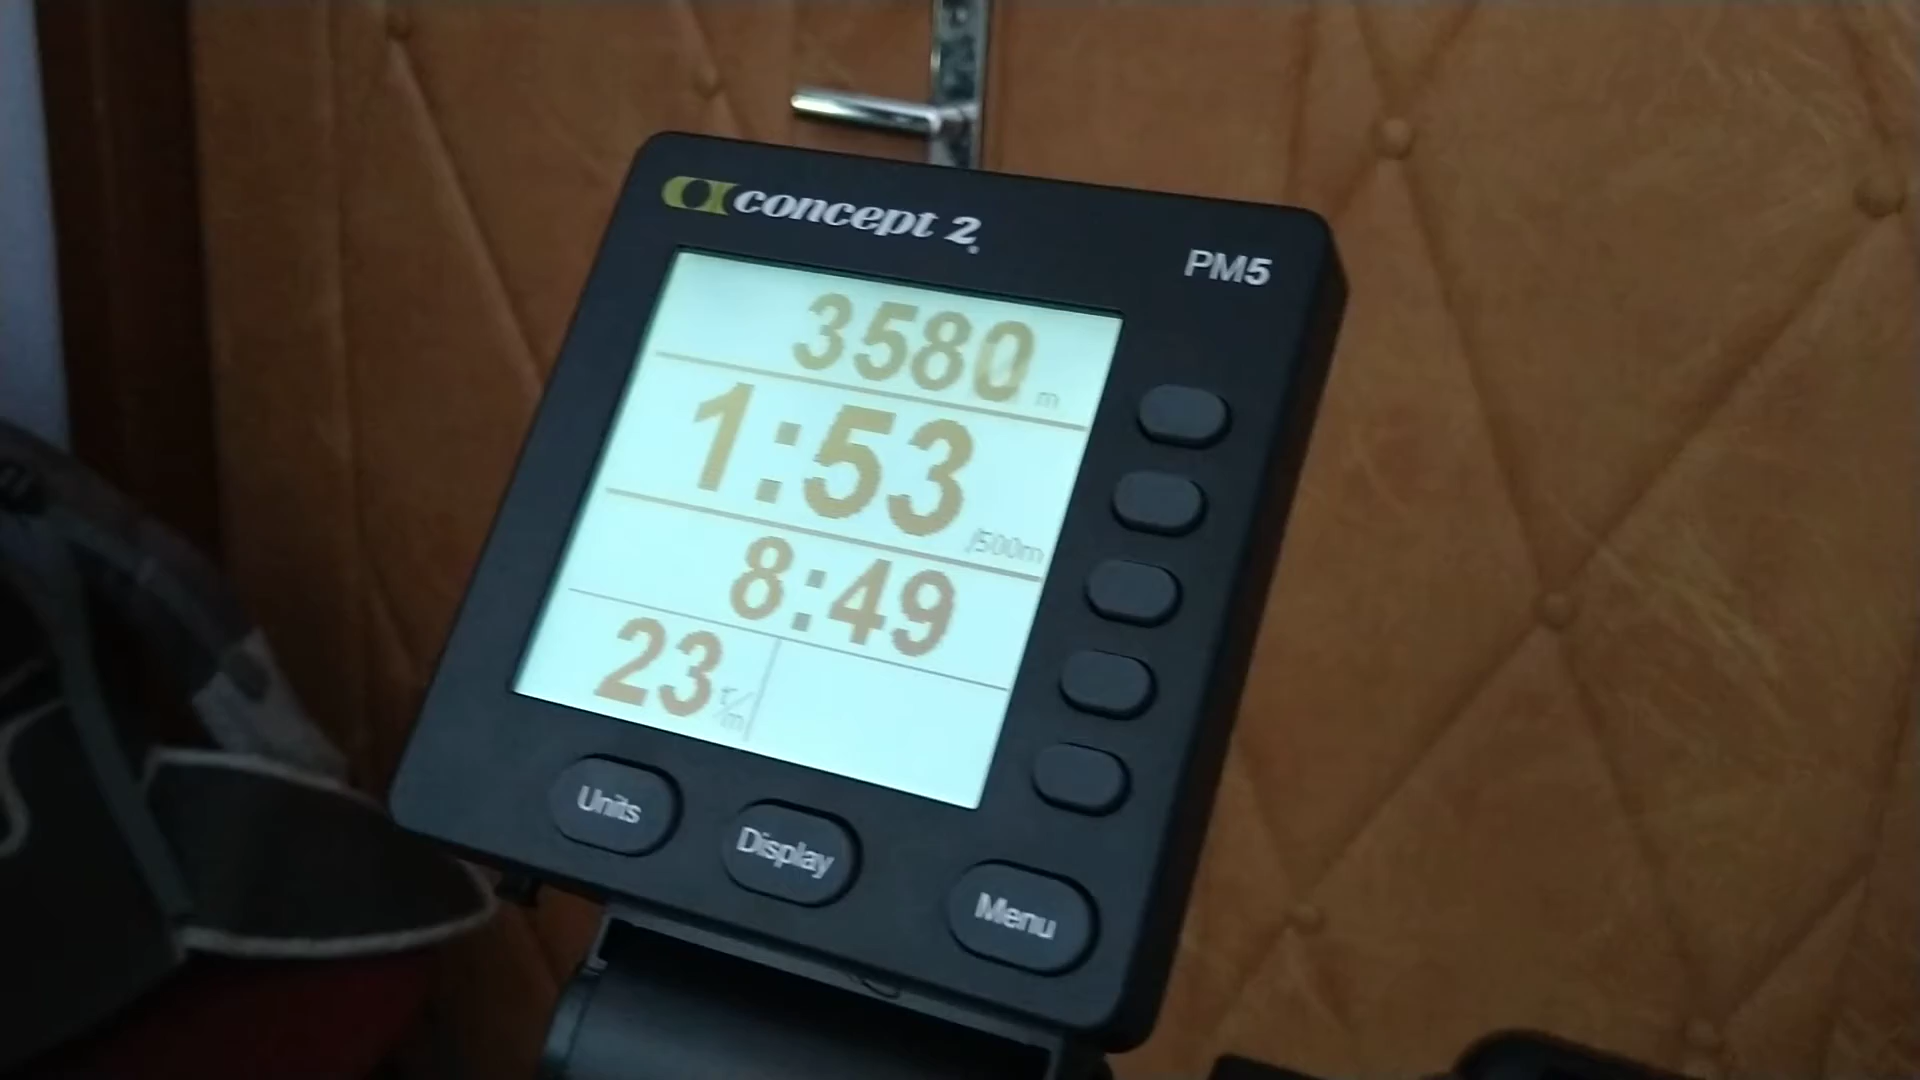 concept 2
PM5
3580 m
1:53 /500m
8:49
23 r/m
Units
Display
Menu